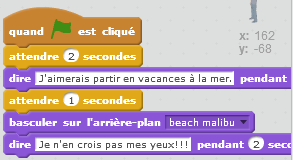 quand est cliqué
x: 162
y: -68
attendre 2 secondes
dire J'aimerais partir en vacances à la mer. pendant
attendre 1 secondes
basculer sur l'arrière-plan beach malibu
dire Je n'en crois pas mes yeux!!! pendant 2 sec